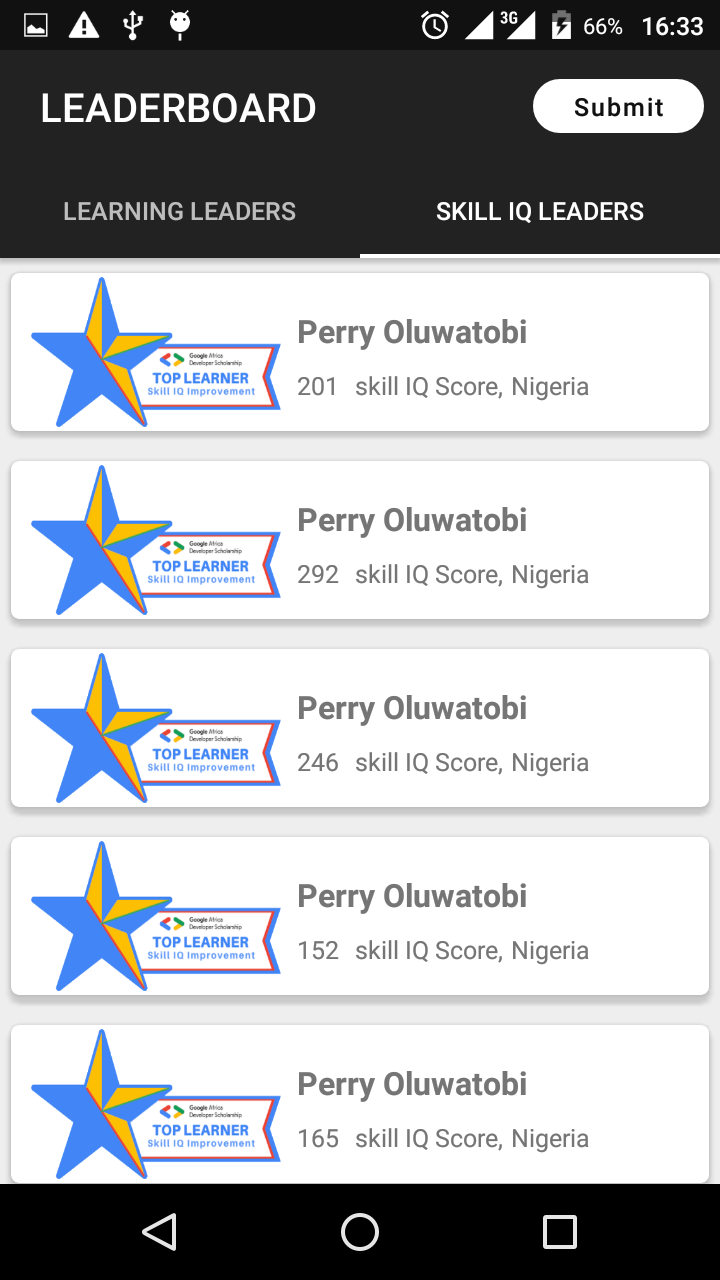 3G 66% 16:33
LEADERBOARD
Submit
LEARNING LEADERS
SKILL IQ LEADERS
Google Africa
Developer Scholarship
TOP LEARNER
Skill IQ Improvement
Perry Oluwatobi
201 skill IQ Score, Nigeria
Google Africa
Developer Scholarship
TOP LEARNER
Skill IQ Improvement
Perry Oluwatobi
292 skill IQ Score, Nigeria
Google Africa
Developer Scholarship
TOP LEARNER
Skill IQ Improvement
Perry Oluwatobi
246 skill IQ Score, Nigeria
Google Africa
Developer Scholarship
TOP LEARNER
Skill IQ Improvement
Perry Oluwatobi
152 skill IQ Score, Nigeria
Google Africa
Developer Scholarship
TOP LEARNER
Skill IQ Improvement
Perry Oluwatobi
165 skill IQ Score, Nigeria